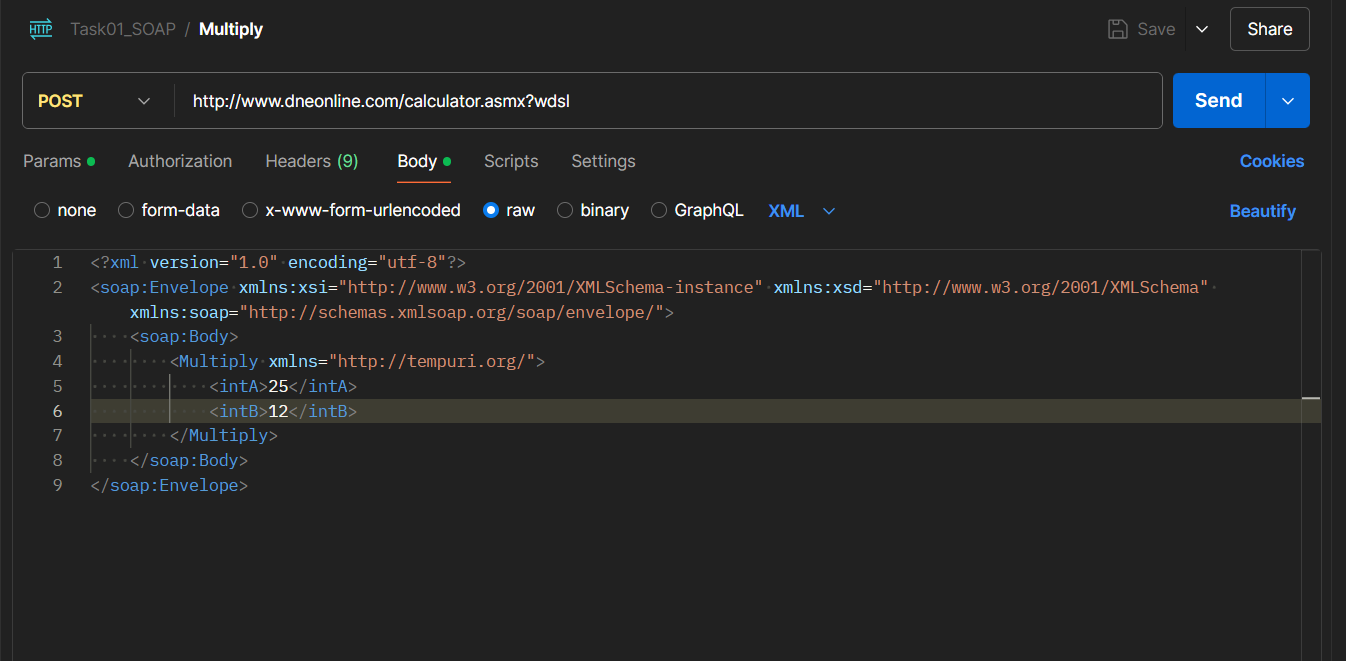 HTTP Task01_SOAP / Multiply Save Share
POST http://www.dneonline.com/calculator.asmx?wdsl Send
Params Authorization Headers (9) Body Scripts Settings Cookies
none form-data x-www-form-urlencoded raw binary GraphQL XML Beautify
1 <?xml version="1.0" encoding="utf-8"?>
2 <soap:Envelope xmlns:xsi="http://www.w3.org/2001/XMLSchema-instance" xmlns:xsd="http://www.w3.org/2001/XMLSchema"
xmlns:soap="http://schemas.xmlsoap.org/soap/envelope/">
3 <soap:Body>
4 <Multiply xmlns="http://tempuri.org/">
5 <intA>25</intA>
6 <intB>12</intB>
7 </Multiply>
8 </soap:Body>
9 </soap:Envelope>